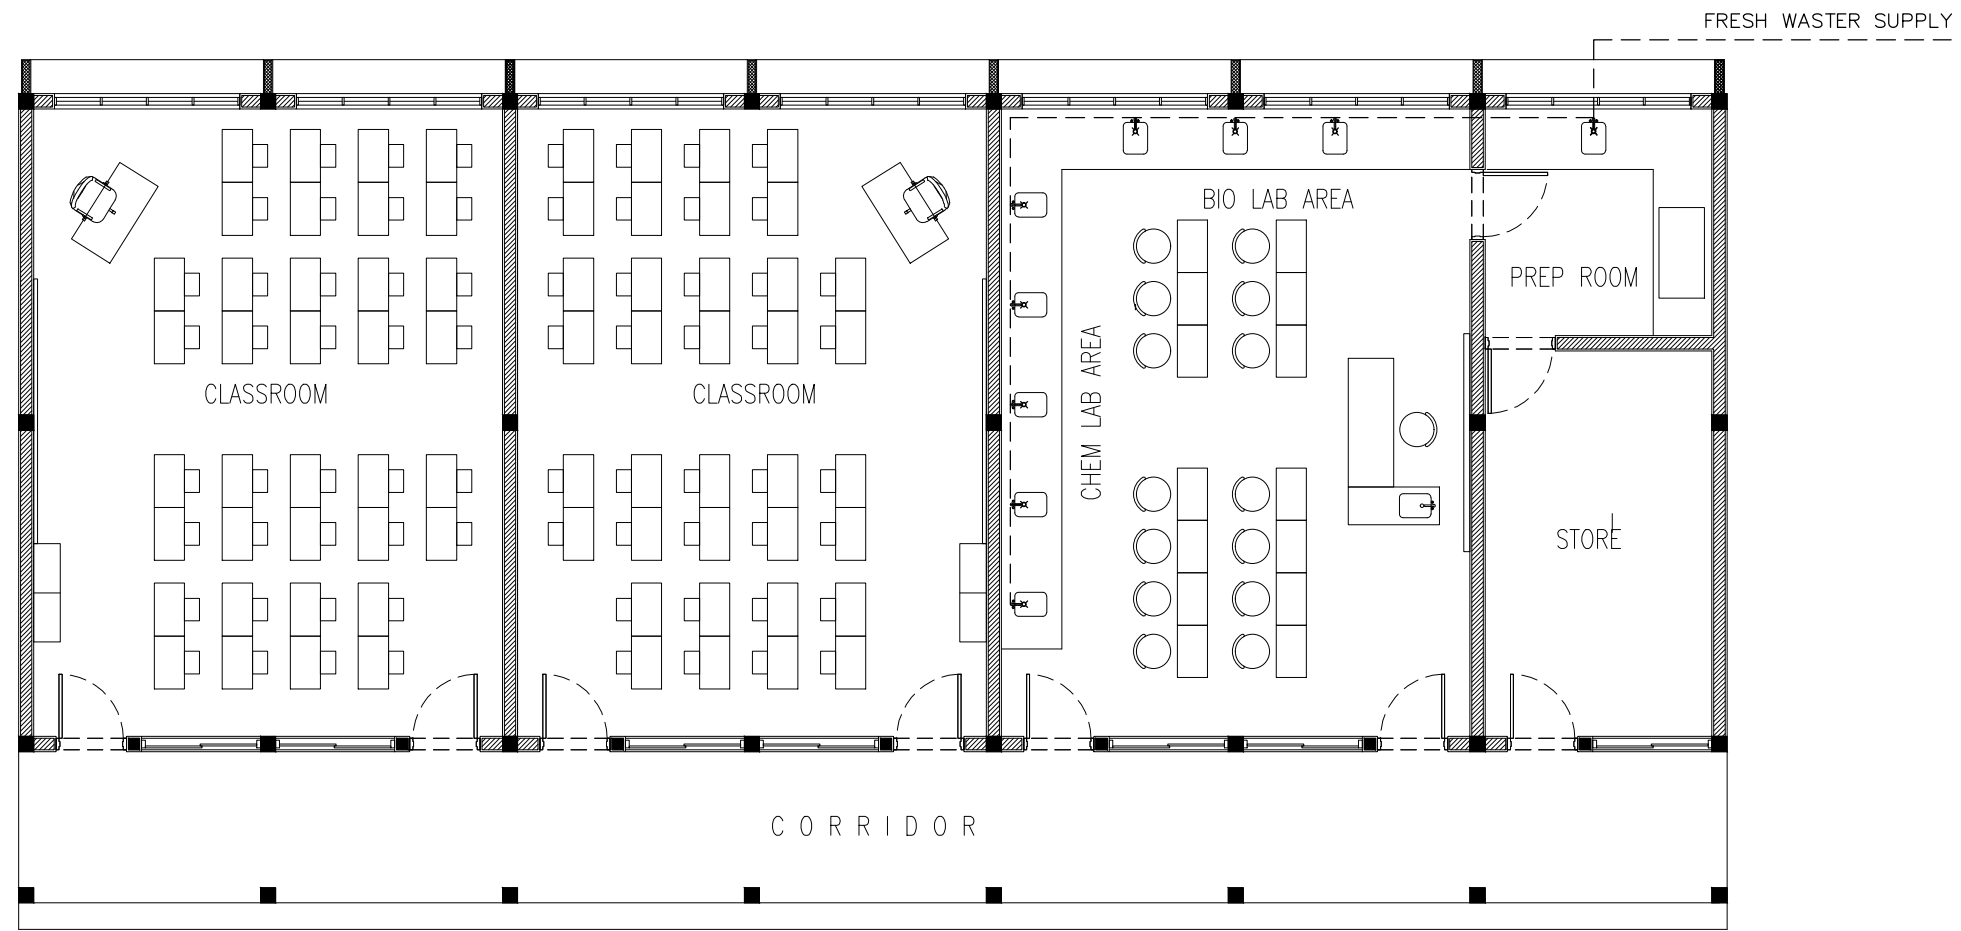 FRESH WASTER SUPPLY
BIO LAB AREA
PREP ROOM
CHEM LAB AREA
CLASSROOM
CLASSROOM
STORE
CORRIDOR